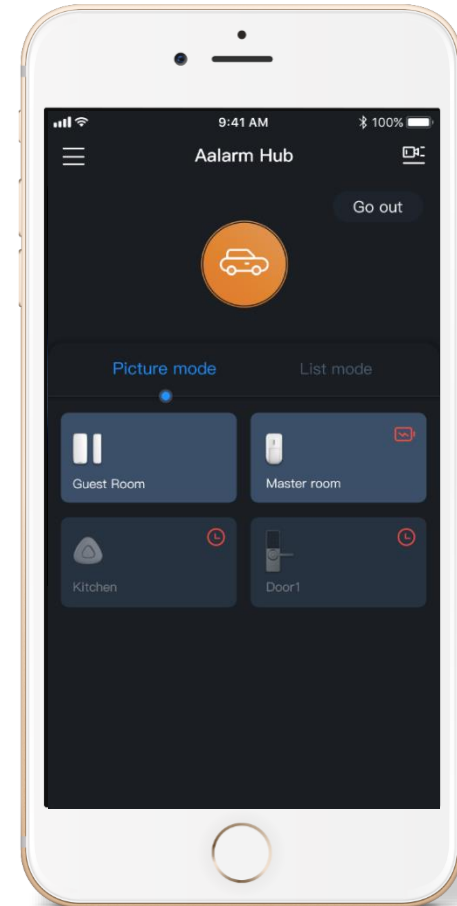 9:41 AM
100%
Aalarm Hub
Go out
Picture mode
List mode
Guest Room
Master room
Kitchen
Door1